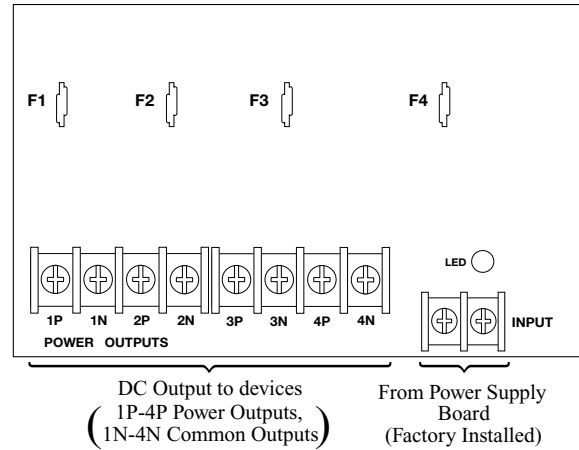 F1 F2 F3 F4
LED
1P 1N 2P 2N 3P 3N 4P 4N
INPUT
POWER OUTPUTS
DC Output to devices
(1P-4P Power Outputs,
1N-4N Common Outputs)
From Power Supply
Board
(Factory Installed)